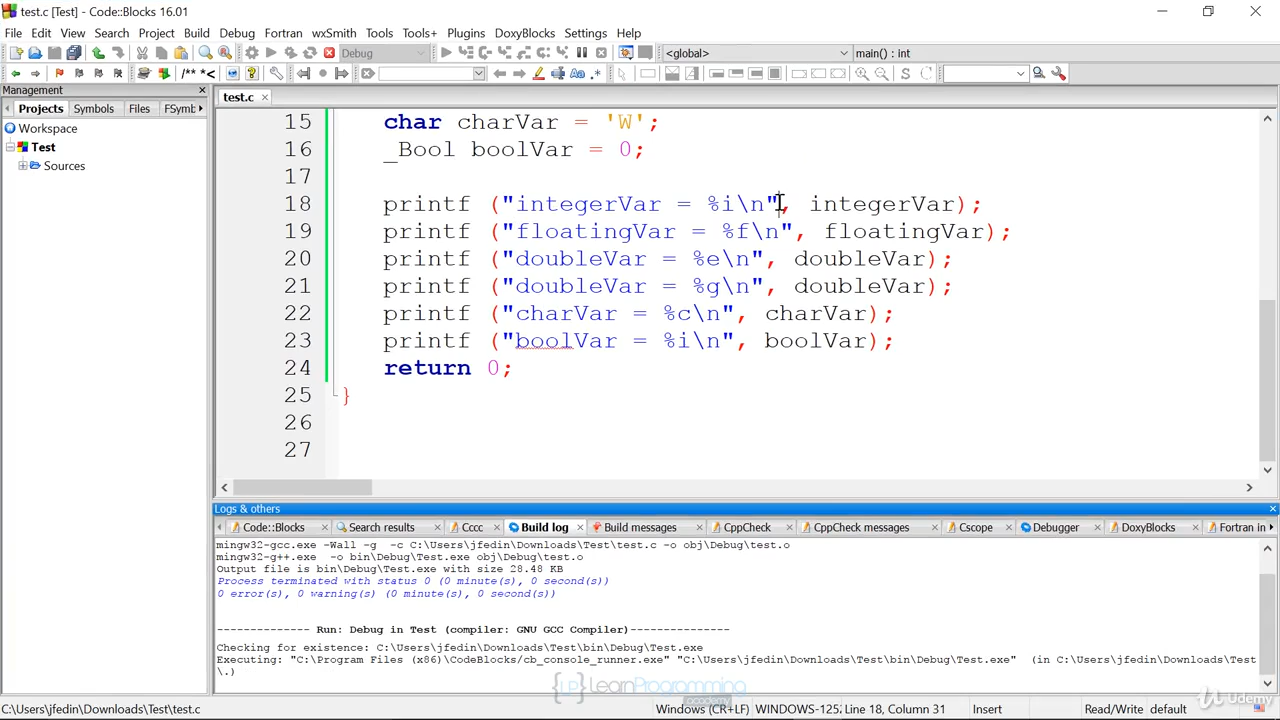 test.c [Test] - Code::Blocks 16.01
File Edit View Search Project Build Debug Fortran wxSmith Tools Tools+ Plugins DoxyBlocks Settings Help
Debug <global> main() : int
/** *<
Management
Projects Symbols Files FSymb
Workspace
Test
Sources
test.c
15 char charVar = 'W';
16 _Bool boolVar = 0;
17
18 printf ("integerVar = %i\n", integerVar);
19 printf ("floatingVar = %f\n", floatingVar);
20 printf ("doubleVar = %e\n", doubleVar);
21 printf ("doubleVar = %g\n", doubleVar);
22 printf ("charVar = %c\n", charVar);
23 printf ("boolVar = %i\n", boolVar);
24 return 0;
25 }
26
27
Logs & others
Code::Blocks Search results Cccc Build log Build messages CppCheck CppCheck messages Cscope Debugger DoxyBlocks Fortran in
mingw32-gcc.exe -Wall -g -c C:\Users\jfedin\Downloads\Test\test.c -o obj\Debug\test.o
mingw32-g++.exe -o bin\Debug\Test.exe obj\Debug\test.o
Output file is bin\Debug\Test.exe with size 28.48 KB
Process terminated with status 0 (0 minute(s), 0 second(s))
0 error(s), 0 warning(s) (0 minute(s), 0 second(s))
-------------- Run: Debug in Test (compiler: GNU GCC Compiler)---------------
Checking for existence: C:\Users\jfedin\Downloads\Test\bin\Debug\Test.exe
Executing: "C:\Program Files (x86)\CodeBlocks/cb_console_runner.exe" "C:\Users\jfedin\Downloads\Test\bin\Debug\Test.exe" (in C:\Users\jfedin\Downloads\Test
\.)
LP LearnProgramming
academy
Udemy
C:\Users\jfedin\Downloads\Test\test.c Windows (CR+LF) WINDOWS-125 Line 18, Column 31 Insert Read/Write default